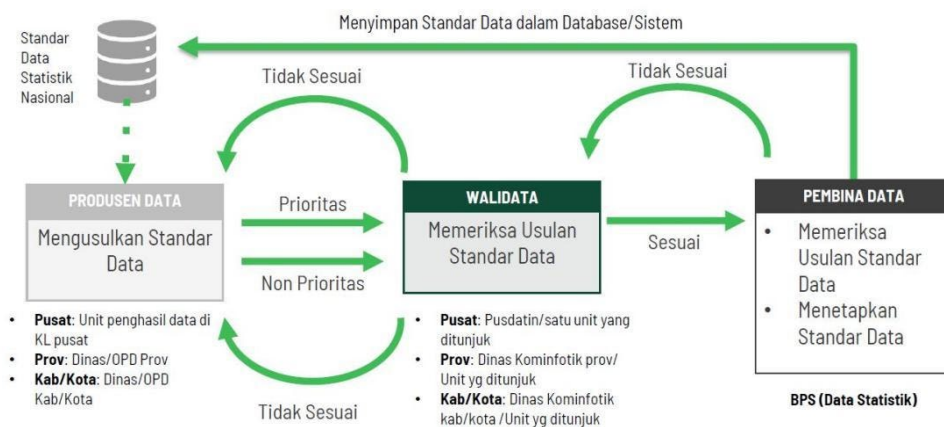 Menyimpan Standar Data dalam Database/Sistem
Standar
Data
Statistik
Nasional
Tidak Sesuai
Tidak Sesuai
PRODUSEN DATA
Mengusulkan Standar
Data
Prioritas
Non Prioritas
WALIDATA
Memeriksa Usulan
Standar Data
Sesuai
PEMBINA DATA
• Memeriksa
Usulan Standar
Data
• Menetapkan
Standar Data
• Pusat: Unit penghasil data di
KL pusat
• Prov: Dinas/OPD Prov
• Kab/Kota: Dinas/OPD
Kab/Kota
Tidak Sesuai
• Pusat: Pusdatin/satu unit yang
ditunjuk
• Prov: Dinas Kominfotik prov/
Unit yg ditunjuk
• Kab/Kota: Dinas Kominfotik
kab/kota /Unit yg ditunjuk
BPS (Data Statistik)